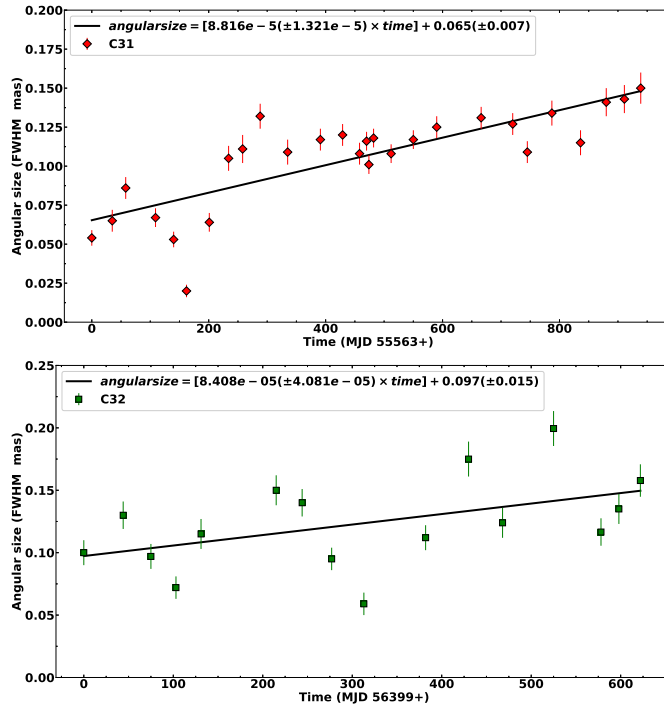 0.200
0.175
0.150
0.125
0.100
0.075
0.050
0.025
0.000
Angular size (FWHM mas)
angularsize = [8.816e − 5(±1.321e − 5) × time] + 0.065(±0.007)
C31
0 200 400 600 800
Time (MJD 55563+)
0.25
0.20
0.15
0.10
0.05
0.00
Angular size (FWHM mas)
angularsize = [8.408e − 05(±4.081e − 05) × time] + 0.097(±0.015)
C32
0 100 200 300 400 500 600
Time (MJD 56399+)